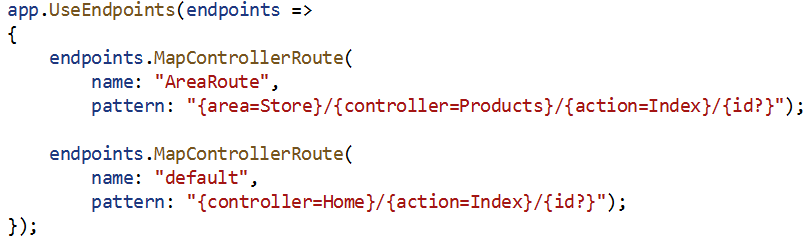 app.UseEndpoints(endpoints =>
{
    endpoints.MapControllerRoute(
        name: "AreaRoute",
        pattern: "{area=Store}/{controller=Products}/{action=Index}/{id?}");

    endpoints.MapControllerRoute(
        name: "default",
        pattern: "{controller=Home}/{action=Index}/{id?}");
});